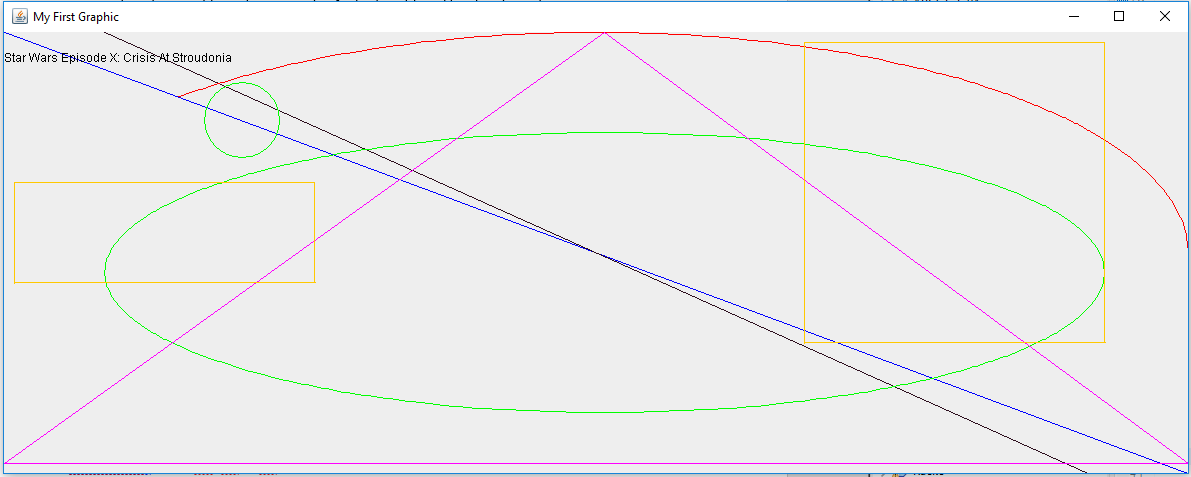 My First Graphic
Star Wars Episode X: Crisis At Stroudonia